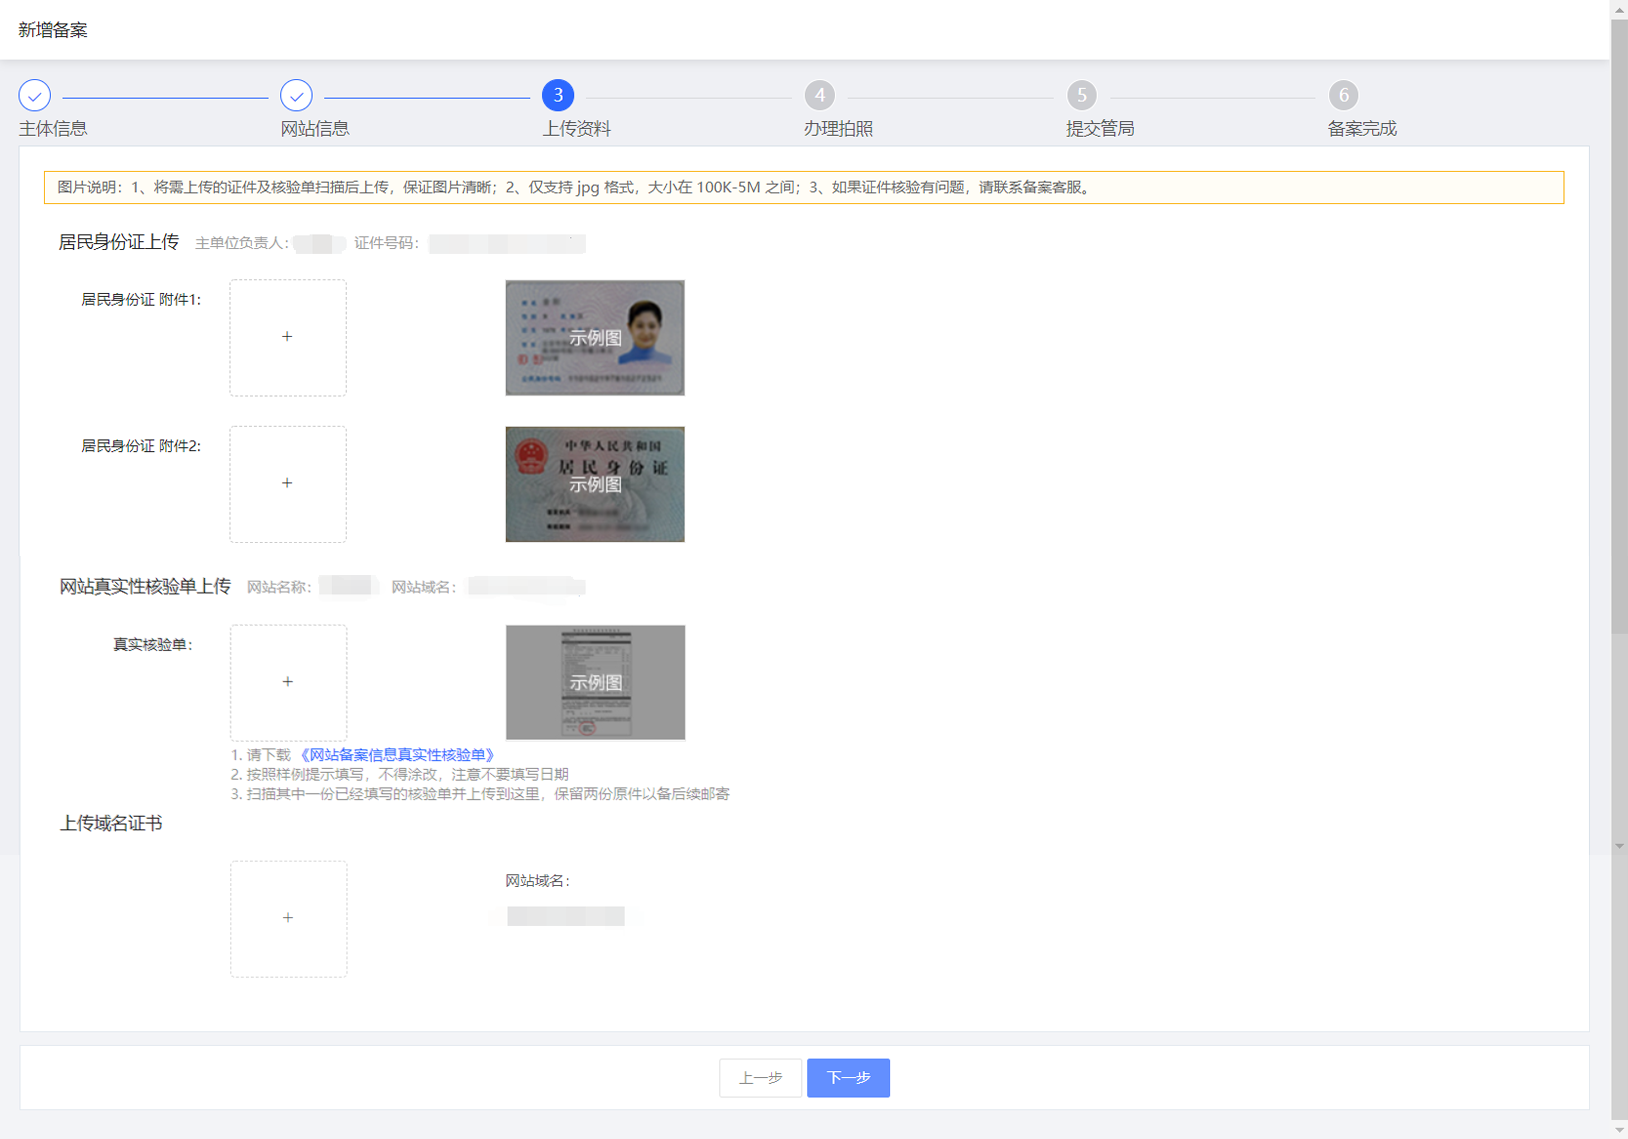 新增备案
3
4
5
6
主体信息
网站信息
上传资料
办理拍照
提交管局
备案完成
图片说明：1、将需上传的证件及核验单扫描后上传，保证图片清晰；2、仅支持 jpg 格式，大小在 100K-5M 之间；3、如果证件核验有问题，请联系备案客服。
居民身份证上传 主单位负责人： 证件号码：
居民身份证 附件1:
+
示例图
居民身份证 附件2:
+
中华人民共和国
居民身份证
示例图
网站真实性核验单上传 网站名称： 网站域名：
真实核验单：
+
示例图
1. 请下载 《网站备案信息真实性核验单》
2. 按照样例提示填写，不得涂改，注意不要填写日期
3. 扫描其中一份已经填写的核验单并上传到这里，保留两份原件以备后续邮寄
上传域名证书
+
网站域名：
上一步
下一步